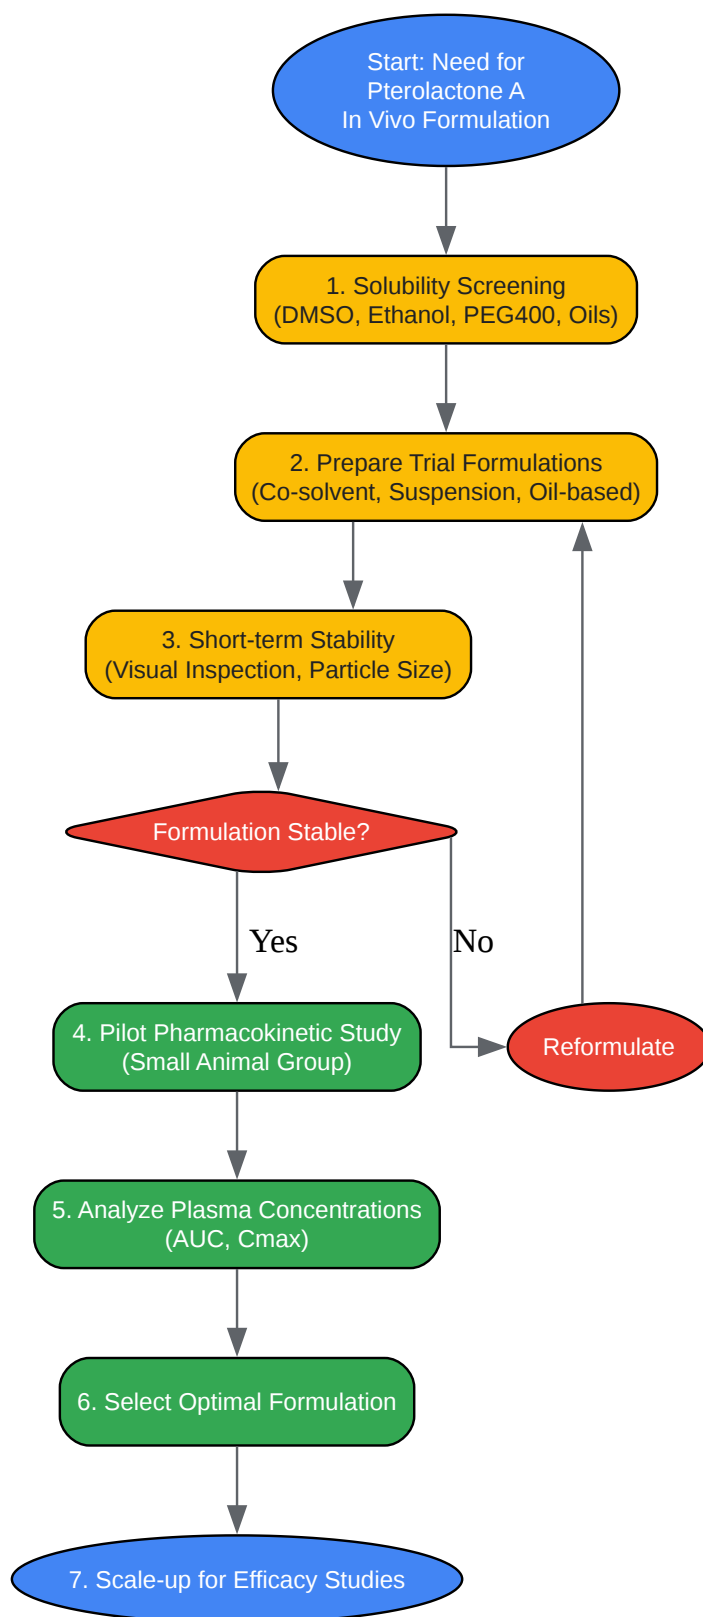 Start: Need for
Pterolactone A
In Vivo Formulation
1. Solubility Screening
(DMSO, Ethanol, PEG400, Oils)
2. Prepare Trial Formulations
(Co-solvent, Suspension, Oil-based)
3. Short-term Stability
(Visual Inspection, Particle Size)
Formulation Stable?
Yes
No
4. Pilot Pharmacokinetic Study
(Small Animal Group)
Reformulate
5. Analyze Plasma Concentrations
(AUC, Cmax)
6. Select Optimal Formulation
7. Scale-up for Efficacy Studies